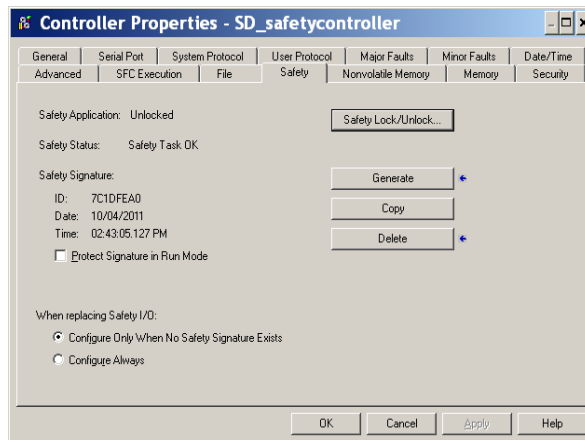 Controller Properties - SD_safetycontroller
General Serial Port System Protocol User Protocol Major Faults Minor Faults Date/Time
Advanced SFC Execution File Safety Nonvolatile Memory Memory Security
Safety Application: Unlocked
Safety Lock/Unlock...
Safety Status: Safety Task OK
Safety Signature:
Generate
ID: 7C1DFEA0
Copy
Date: 10/04/2011
Time: 02:43:05.127 PM
Delete
Protect Signature in Run Mode
When replacing Safety I/O:
Configure Only When No Safety Signature Exists
Configure Always
OK Cancel Apply Help